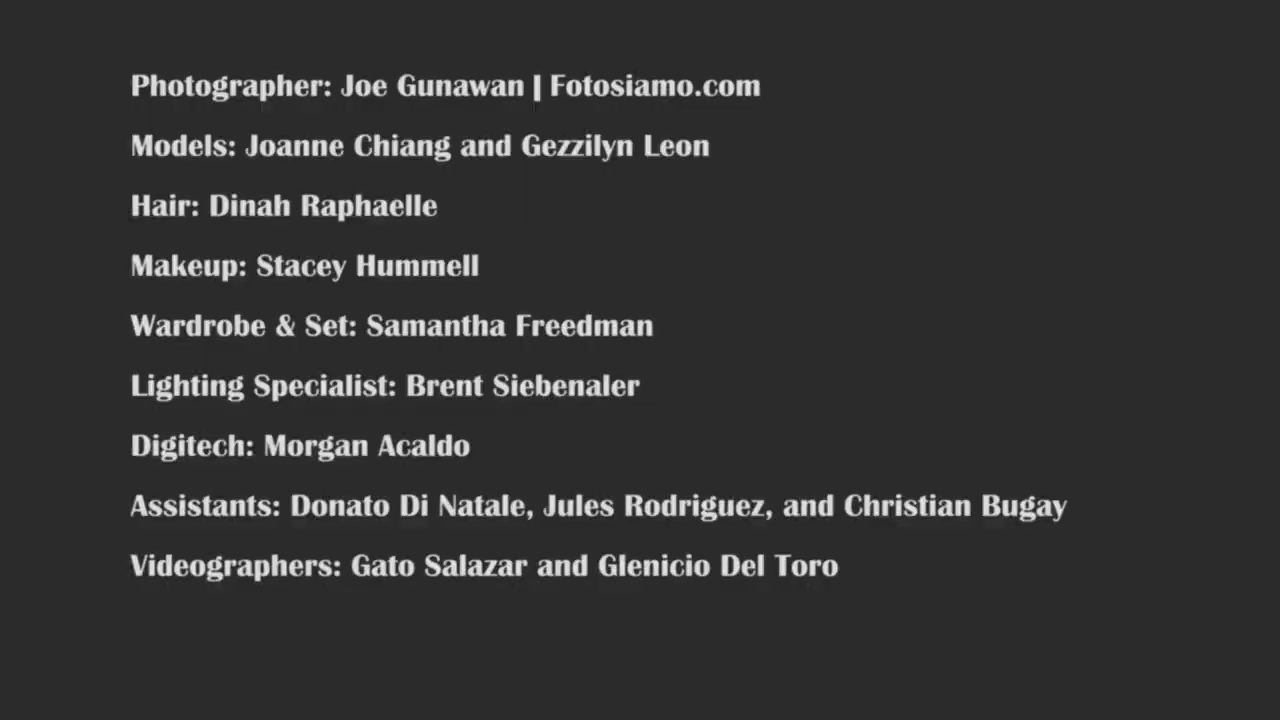 Photographer: Joe Gunawan | Fotosiamo.com
Models: Joanne Chiang and Gezzilyn Leon
Hair: Dinah Raphaelle
Makeup: Stacey Hummell
Wardrobe & Set: Samantha Freedman
Lighting Specialist: Brent Siebenaler
Digitech: Morgan Acaldo
Assistants: Donato Di Natale, Jules Rodriguez, and Christian Bugay
Videographers: Gato Salazar and Glenicio Del Toro